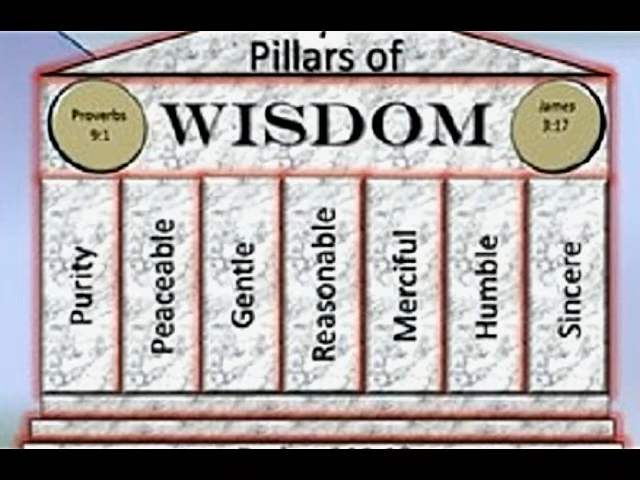 Pillars of
Proverbs
9:1
WISDOM
James
3:17
Purity
Peaceable
Gentle
Reasonable
Merciful
Humble
Sincere